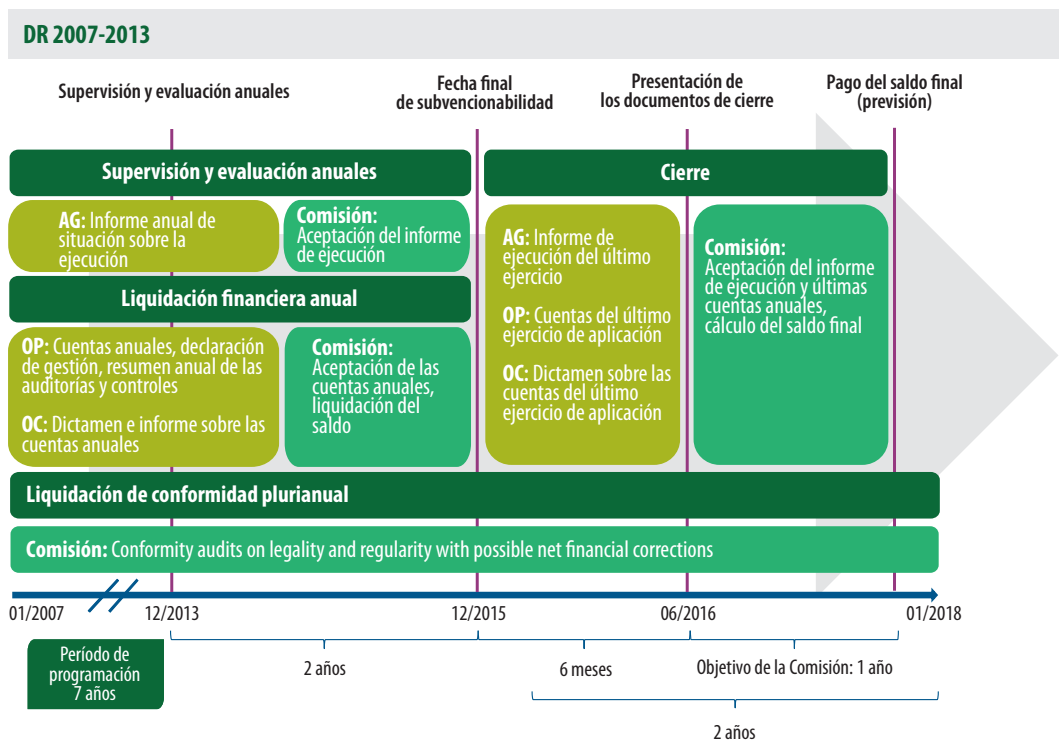 DR 2007-2013
Supervisión y evaluación anuales
Fecha final
de subvencionabilidad
Presentación de
los documentos de cierre
Pago del saldo final
(previsión)
Supervisión y evaluación anuales
Cierre
AG: Informe anual de
situación sobre la
ejecución
Comisión:
Aceptación del informe
de ejecución
Liquidación financiera anual
OP: Cuentas anuales, declaración
de gestión, resumen anual de las
auditorías y controles
OC: Dictamen e informe sobre las
cuentas anuales
Comisión:
Aceptación de las
cuentas anuales,
liquidación del
saldo
AG: Informe de
ejecución del último
ejercicio
OP: Cuentas del último
ejercicio de aplicación
OC: Dictamen sobre las
cuentas del último
ejercicio de aplicación
Comisión:
Aceptación del informe
de ejecución y últimas
cuentas anuales,
cálculo del saldo final
Liquidación de conformidad plurianual
Comisión: Conformity audits on legality and regularity with possible net financial corrections
01/2007
12/2013
12/2015
06/2016
01/2018
Período de
programación
7 años
2 años
6 meses
Objetivo de la Comisión: 1 año
2 años